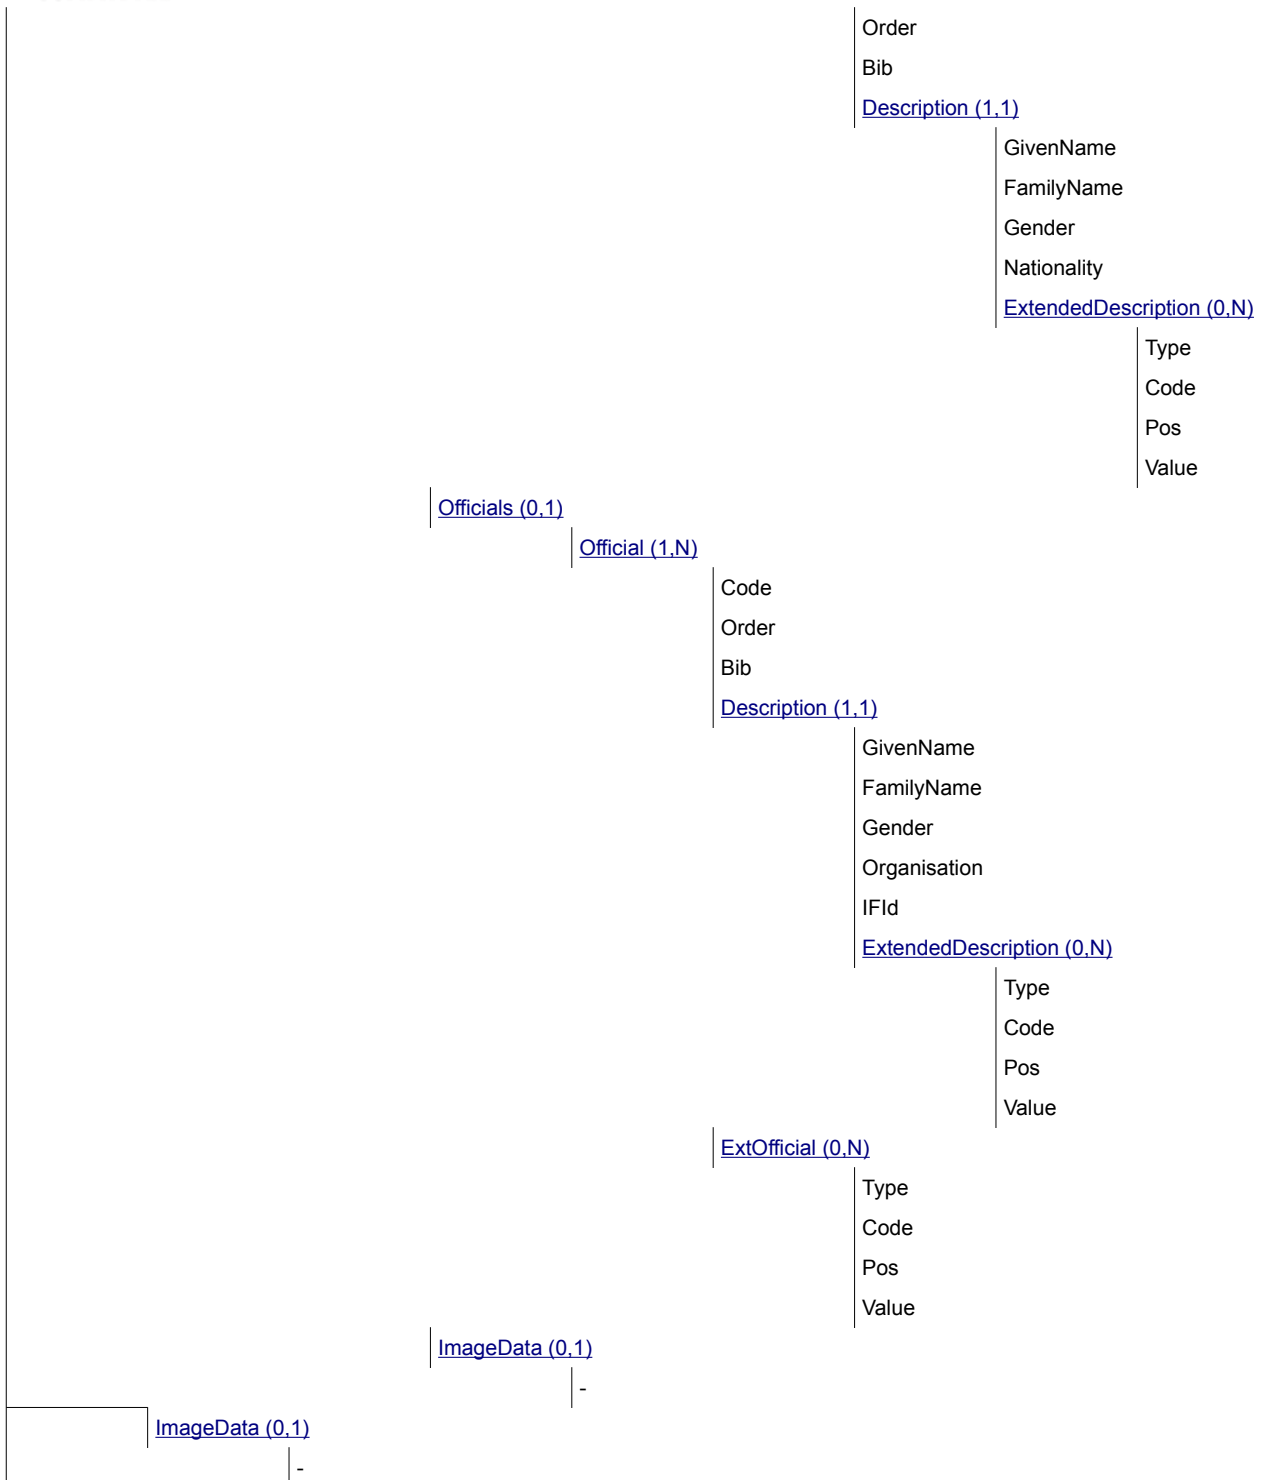 Order
Bib
Description (1,1)
GivenName
FamilyName
Gender
Nationality
ExtendedDescription (0,N)
Type
Code
Pos
Value
Officials (0,1)
Official (1,N)
Code
Order
Bib
Description (1,1)
GivenName
FamilyName
Gender
Organisation
IFId
ExtendedDescription (0,N)
Type
Code
Pos
Value
ExtOfficial (0,N)
Type
Code
Pos
Value
ImageData (0,1)
-
ImageData (0,1)
-